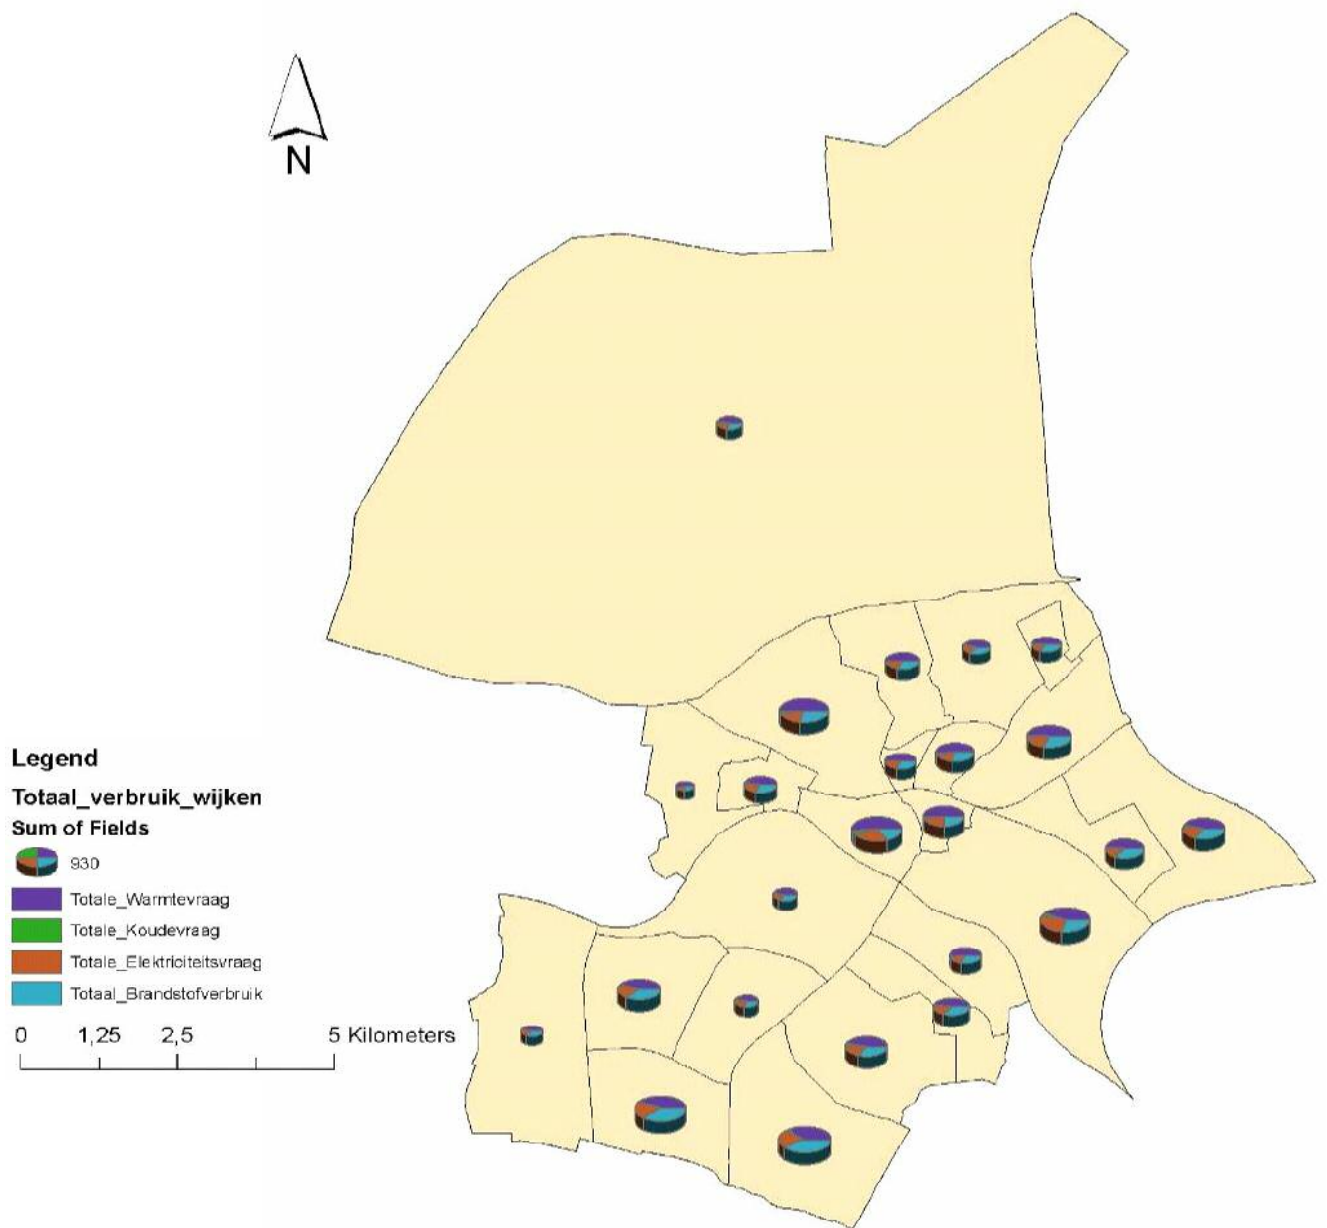 N
Legend
Totaal_verbruik_wijken
Sum of Fields
930
Totale_Warmtevraag
Totale_Koudevraag
Totale_Elektriciteitsvraag
Totaal_Brandstofverbruik
0 1,25 2,5 5 Kilometers